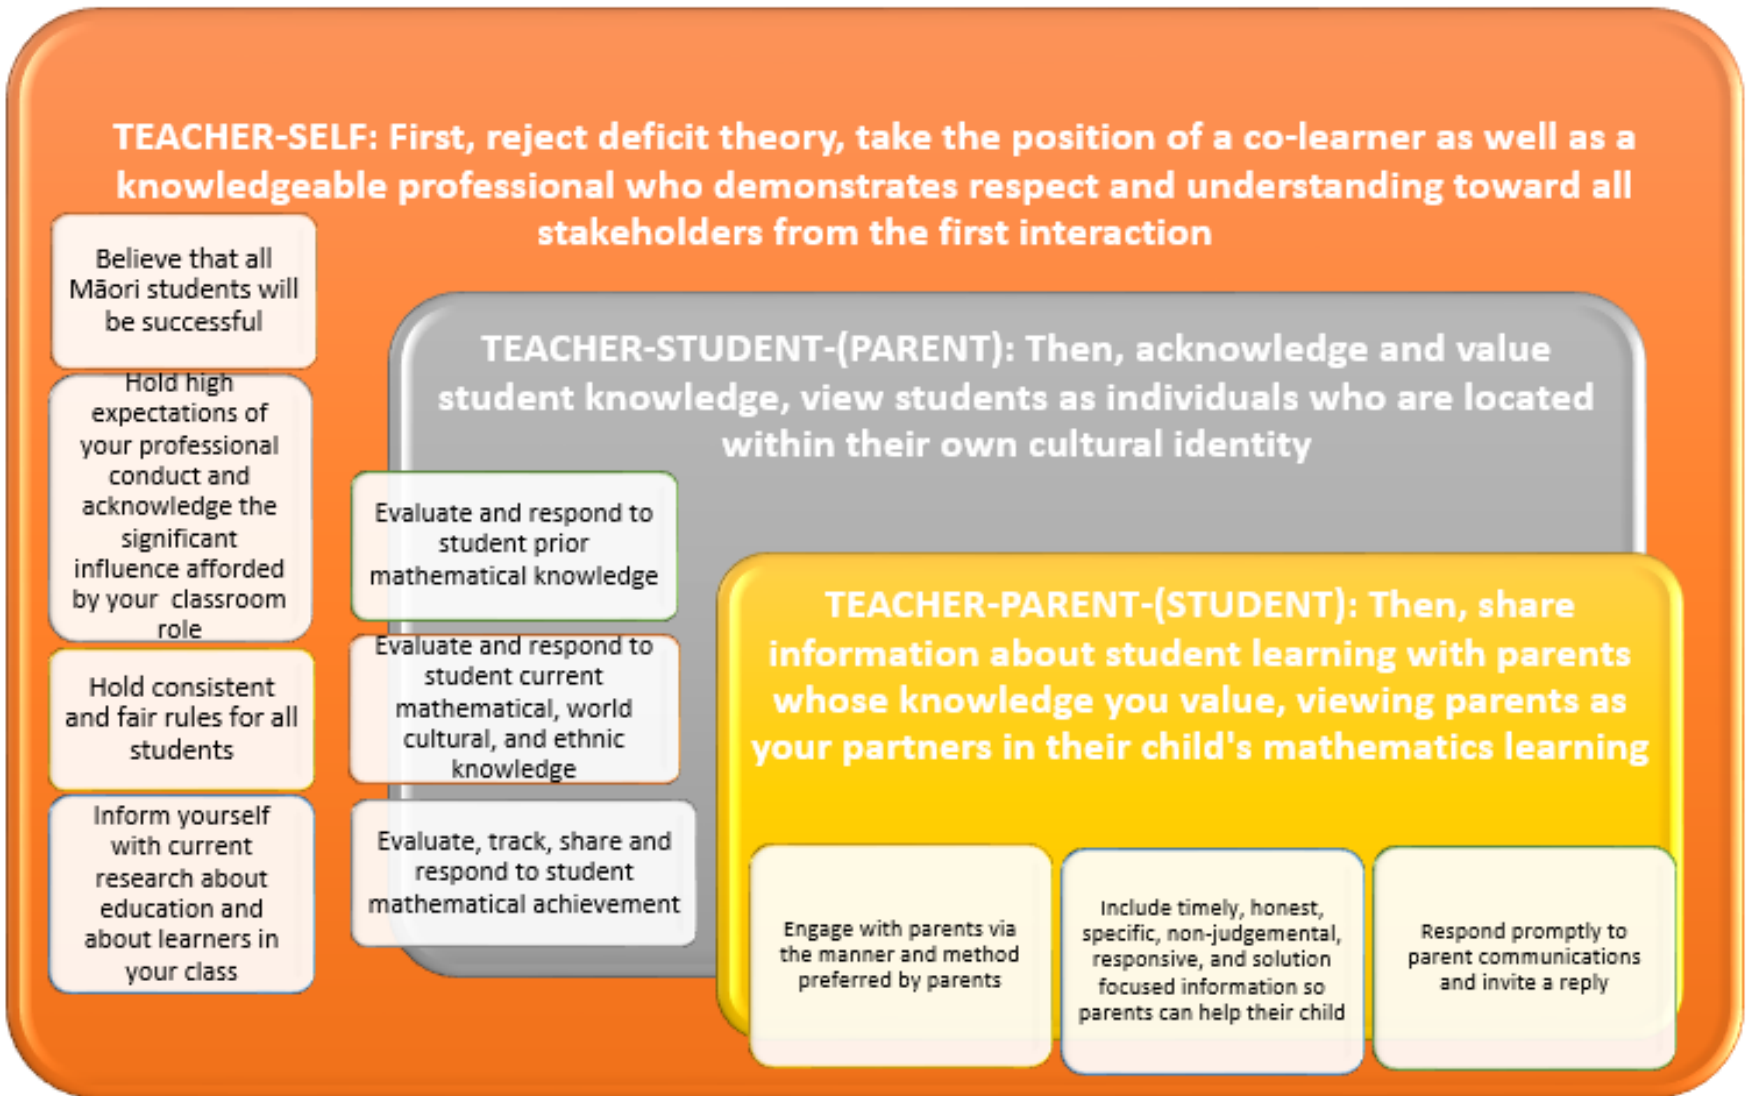 TEACHER-SELF: First, reject deficit theory, take the position of a co-learner as well as a
knowledgeable professional who demonstrates respect and understanding toward all
stakeholders from the first interaction
Believe that all
Māori students will
be successful
Hold high
expectations of
your professional
conduct and
acknowledge the
significant
influence afforded
by your classroom
role
Hold consistent
and fair rules for all
students
Inform yourself
with current
research about
education and
about learners in
your class
TEACHER-STUDENT-(PARENT): Then, acknowledge and value
student knowledge, view students as individuals who are located
within their own cultural identity
Evaluate and respond to
student prior
mathematical knowledge
Evaluate and respond to
student current
mathematical, world
cultural, and ethnic
knowledge
Evaluate, track, share and
respond to student
mathematical achievement
TEACHER-PARENT-(STUDENT): Then, share
information about student learning with parents
whose knowledge you value, viewing parents as
your partners in their child's mathematics learning
Engage with parents via
the manner and method
preferred by parents
Include timely, honest,
specific, non-judgemental,
responsive, and solution
focused information so
parents can help their child
Respond promptly to
parent communications
and invite a reply